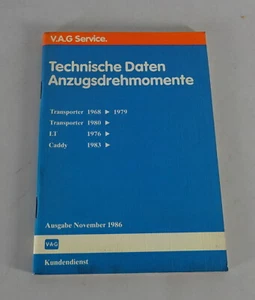 V.A.G Service.
Technische Daten
Anzugsdrehmomente
Transporter 1968 ► 1979
Transporter 1980 ►
LT 1976 ►
Caddy 1983 ►
Ausgabe November 1986
V·A·G
Kundendienst